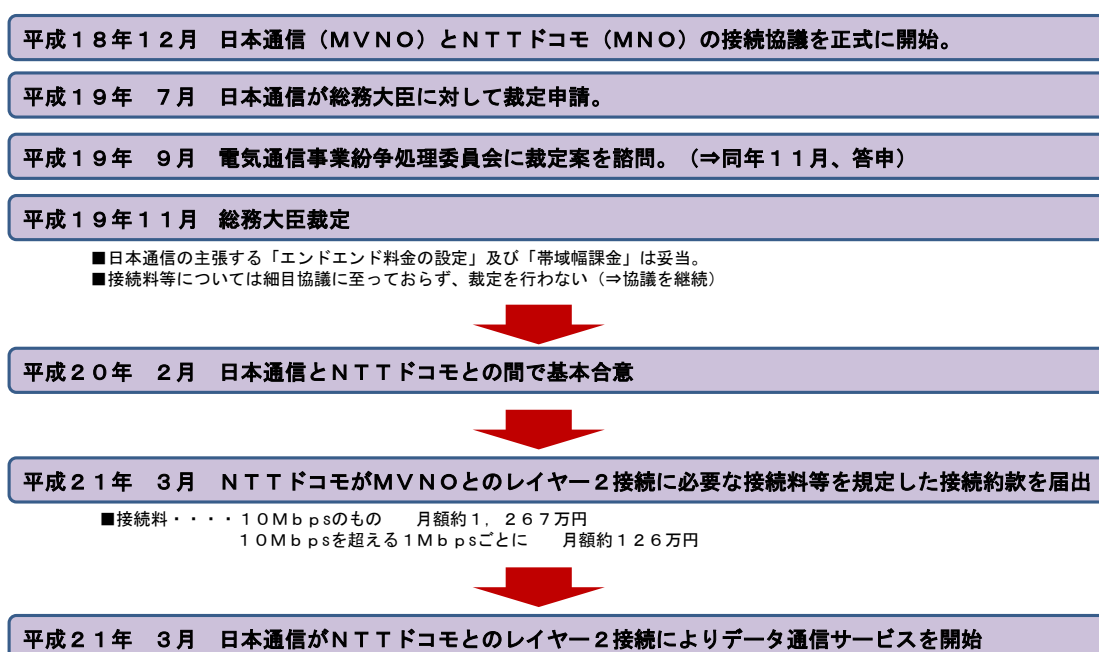 平成18年12月 日本通信（MVNO）とNTTドコモ（MNO）の接続協議を正式に開始。
平成19年 7月 日本通信が総務大臣に対して裁定申請。
平成19年 9月 電気通信事業紛争処理委員会に裁定案を諮問。（⇒同年11月、答申）
平成19年11月 総務大臣裁定
■日本通信の主張する「エンドエンド料金の設定」及び「帯域幅課金」は妥当。
■接続料等については細目協議に至っておらず、裁定を行わない（⇒協議を継続）
平成20年 2月 日本通信とNTTドコモとの間で基本合意
平成21年 3月 NTTドコモがMVNOとのレイヤー2接続に必要な接続料等を規定した接続約款を届出
■接続料・・・・10Mbpsのもの 月額約1，267万円
10Mbpsを超える1Mbpsごとに 月額約126万円
平成21年 3月 日本通信がNTTドコモとのレイヤー2接続によりデータ通信サービスを開始